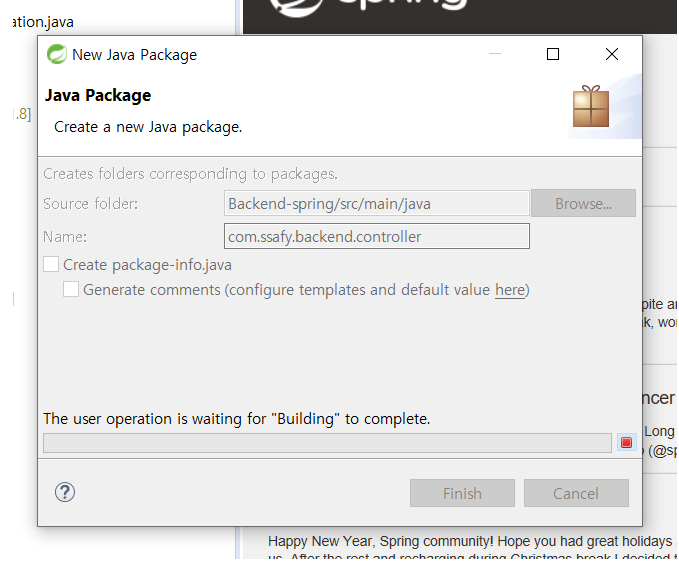 ation.java
spring
New Java Package
Java Package
Create a new Java package.
.8]
Creates folders corresponding to packages.
Source folder:
Backend-spring/src/main/java
Browse...
Name:
com.ssafy.backend.controller
Create package-info.java
Generate comments (configure templates and default value here)
]
pite an
k, wor
ncer
The user operation is waiting for "Building" to complete.
Long
(@sp
?
Finish
Cancel
Happy New Year, Spring community! Hope you had great holidays
us. After the rest and recharging during Christmas break I decided t